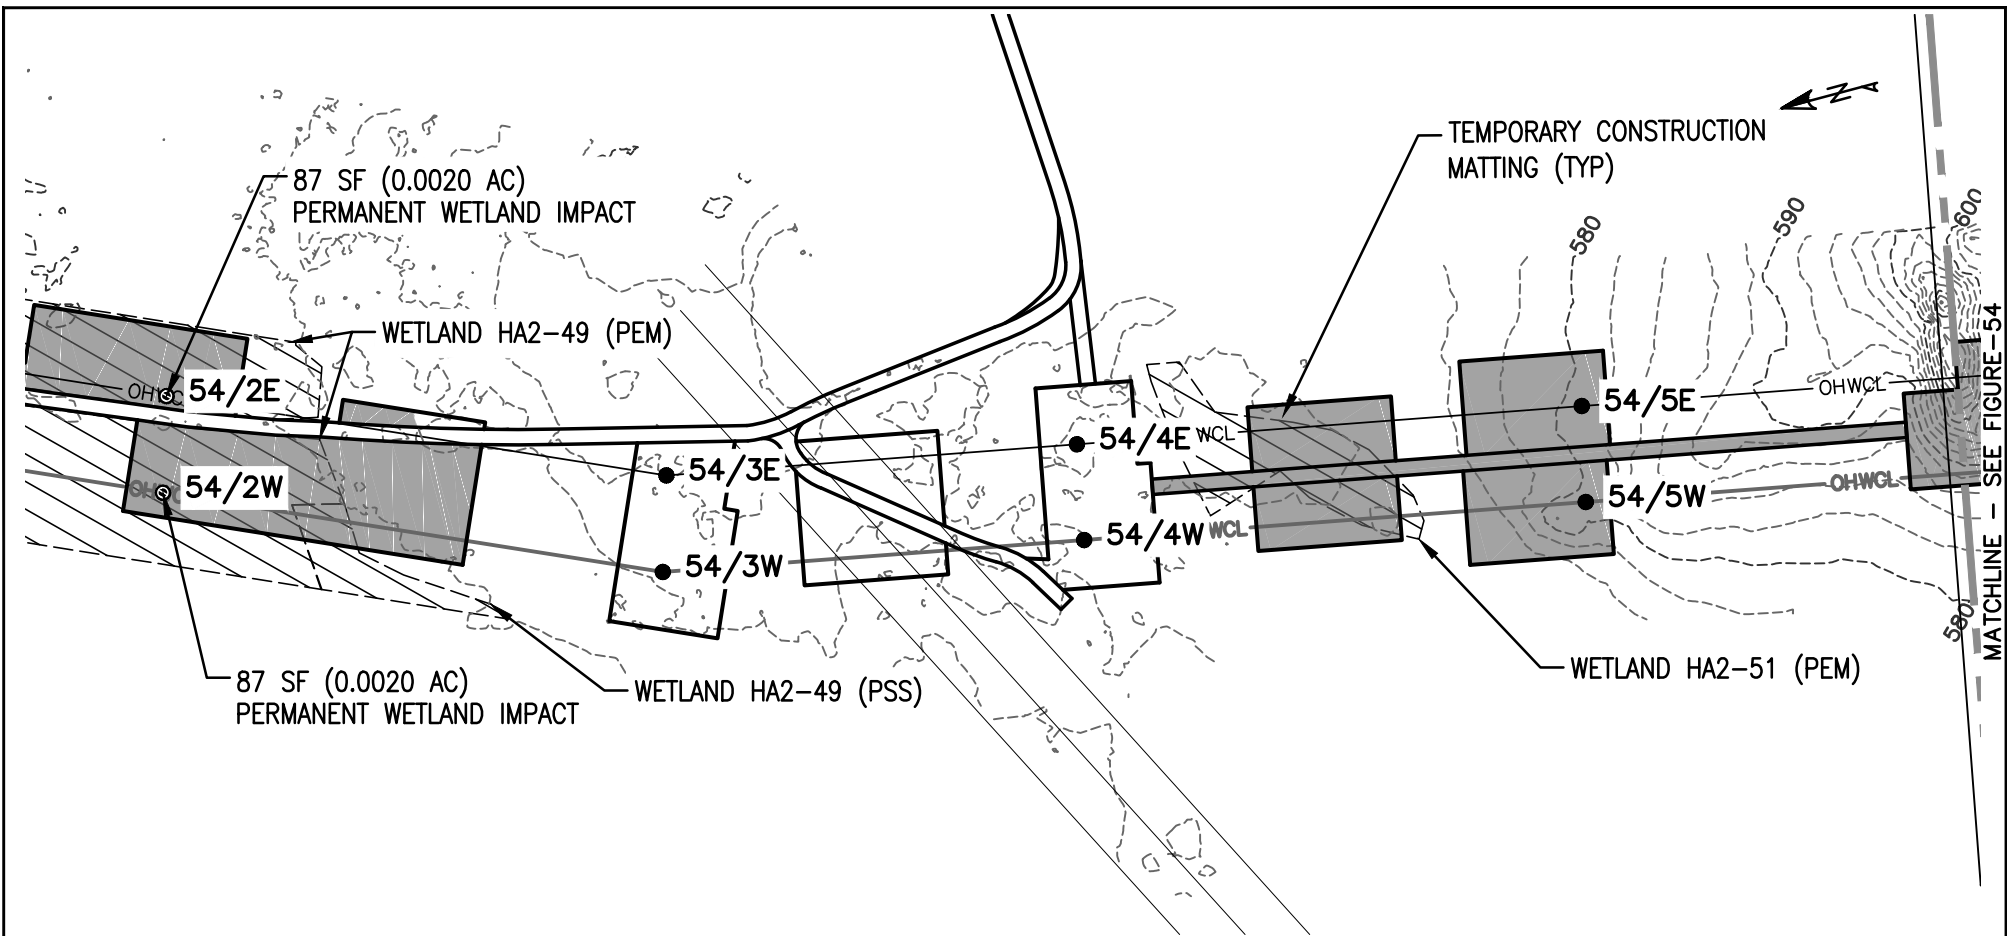 N
TEMPORARY CONSTRUCTION
MATTING (TYP)
87 SF (0.0020 AC)
PERMANENT WETLAND IMPACT
580
590
600
WETLAND HA2-49 (PEM)
54/2E
54/2W
54/3E
54/3W
54/4E
WCL
54/4W
WCL
54/5E
OHWCL
54/5W
OHWCL
580
MATCHLINE - SEE FIGURE-54
87 SF (0.0020 AC)
PERMANENT WETLAND IMPACT
WETLAND HA2-49 (PSS)
WETLAND HA2-51 (PEM)